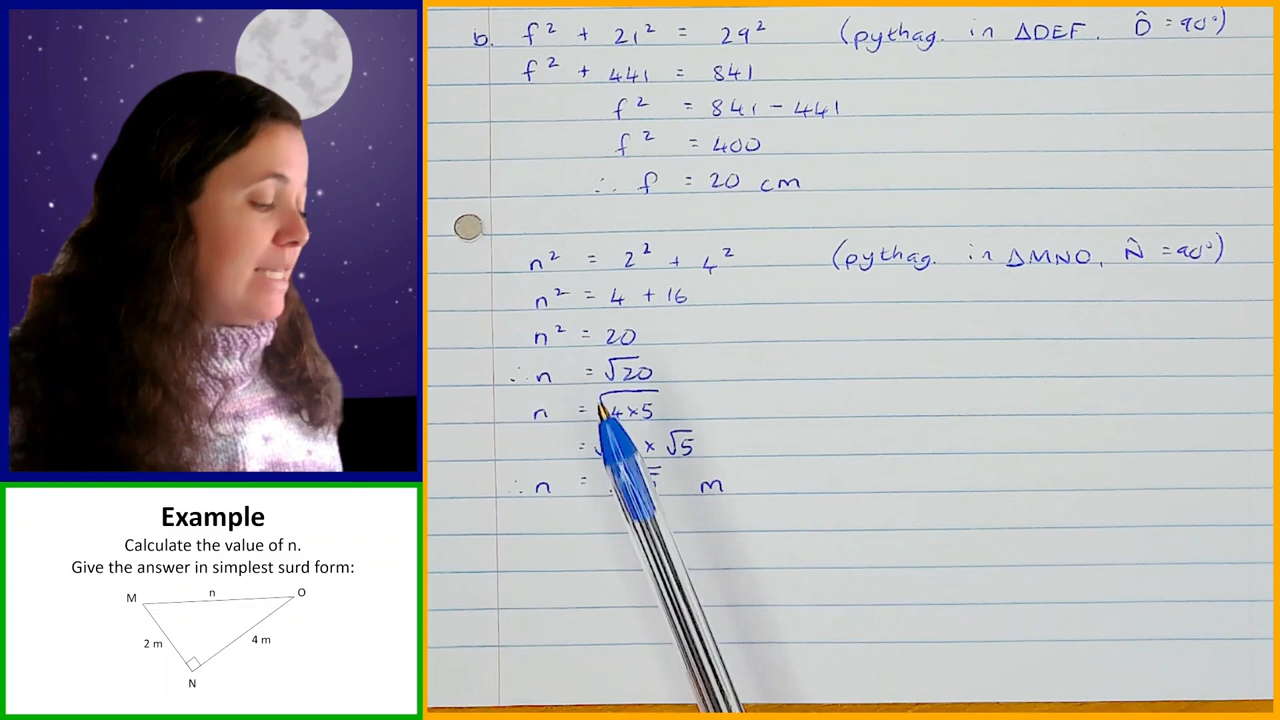 b. f² + 21² = 29² (pythag. in ΔDEF, D̂ = 90°)
f² + 441 = 841
f² = 841 - 441
f² = 400
∴ f = 20 cm
n² = 2² + 4² (pythag. in ΔMNO, N̂ = 90°)
n² = 4 + 16
n² = 20
∴ n = √20
n = √4×5
= × √5
∴ n = m
Example
Calculate the value of n.
Give the answer in simplest surd form:
M n O
2 m 4 m
N